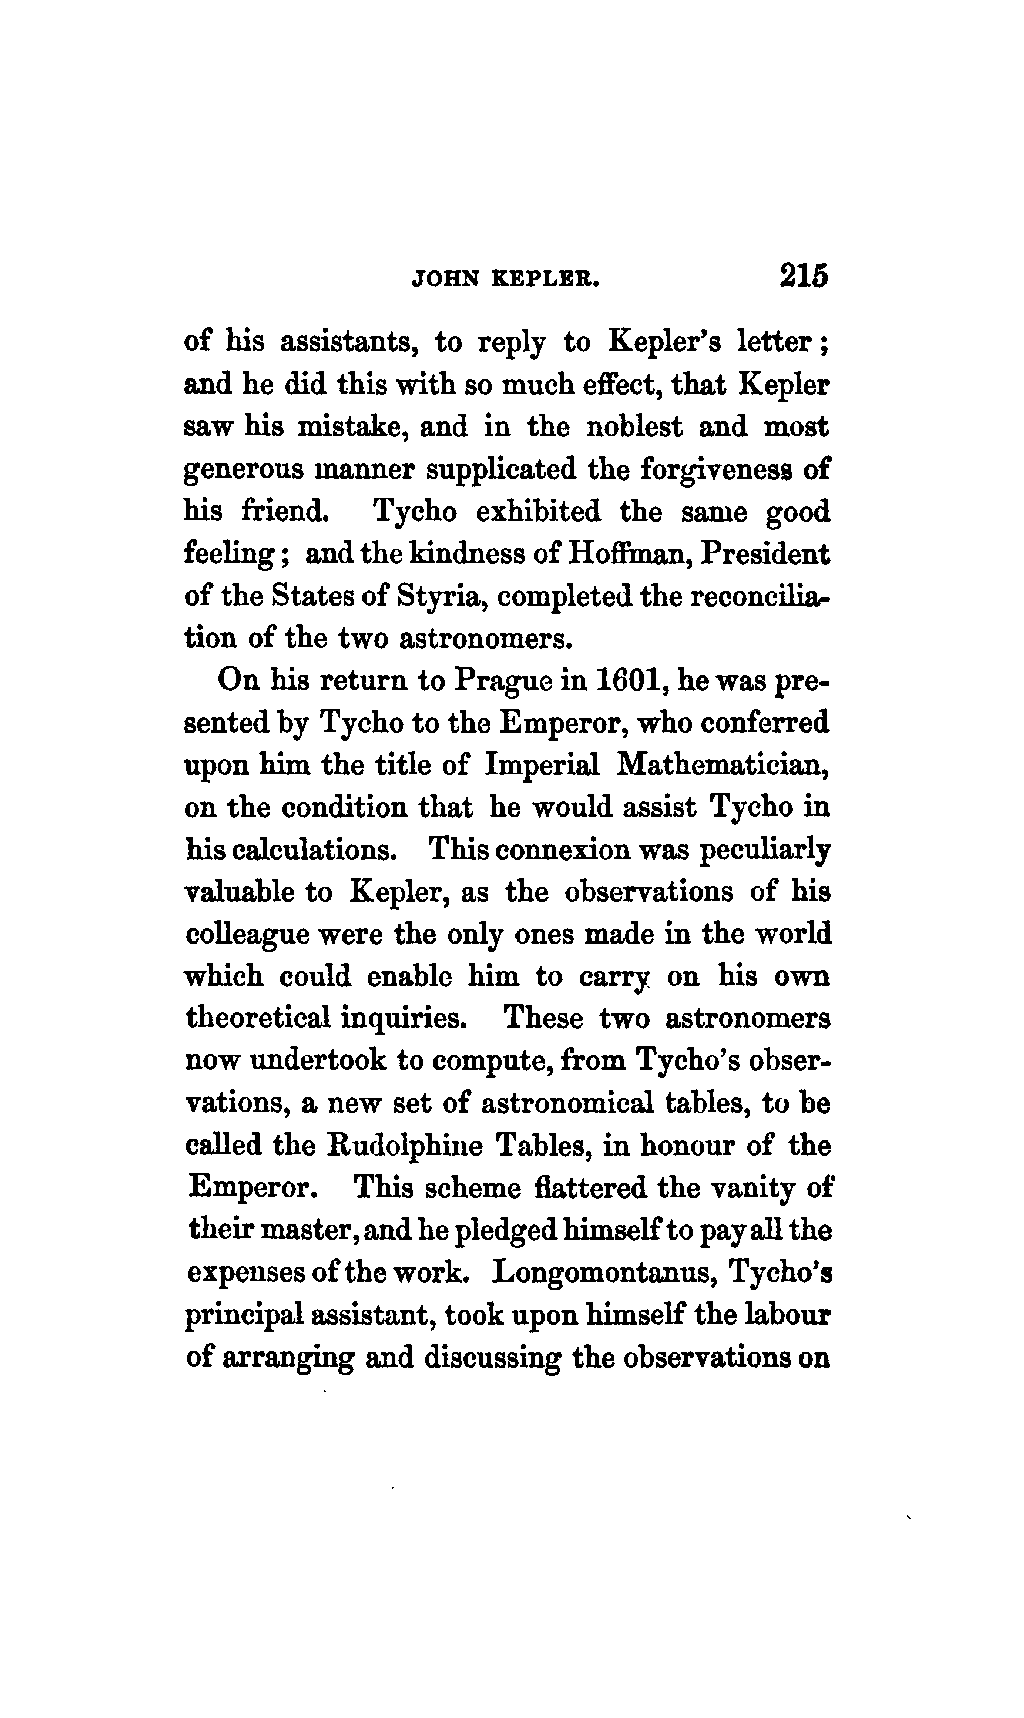 JOHN KEPLER. 215
of his assistants, to reply to Kepler's letter;
and he did this with so much effect, that Kepler
saw his mistake, and in the noblest and most
generous manner supplicated the forgiveness of
his friend. Tycho exhibited the same good
feeling; and the kindness of Hoffman, President
of the States of Styria, completed the reconcilia-
tion of the two astronomers.
On his return to Prague in 1601, he was pre-
sented by Tycho to the Emperor, who conferred
upon him the title of Imperial Mathematician,
on the condition that he would assist Tycho in
his calculations. This connexion was peculiarly
valuable to Kepler, as the observations of his
colleague were the only ones made in the world
which could enable him to carry on his own
theoretical inquiries. These two astronomers
now undertook to compute, from Tycho's obser-
vations, a new set of astronomical tables, to be
called the Rudolphine Tables, in honour of the
Emperor. This scheme flattered the vanity of
their master, and he pledged himself to pay all the
expenses of the work. Longomontanus, Tycho's
principal assistant, took upon himself the labour
of arranging and discussing the observations on